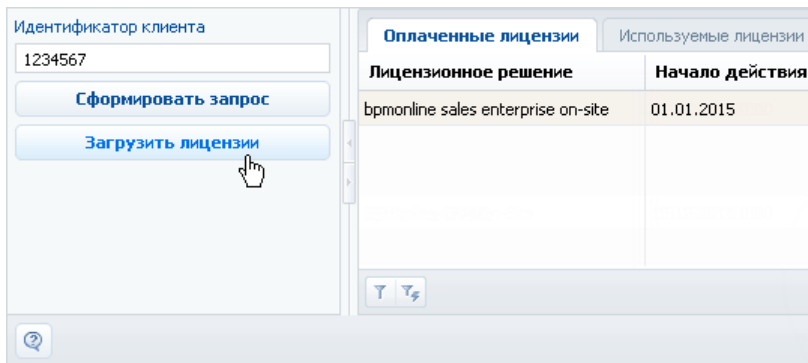 Идентификатор клиента
1234567
Сформировать запрос
Загрузить лицензии
Оплаченные лицензии
Используемые лицензии
Лицензионное решение
Начало действия
bpmonline sales enterprise on-site
01.01.2015